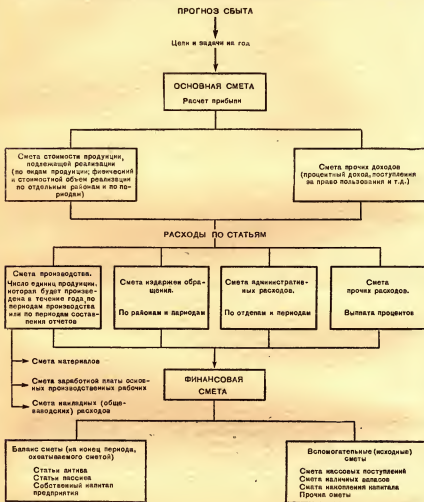 ПРОГНОЗ СБЫТА
Цели и задачи на год
ОСНОВНАЯ СМЕТА
Расчет прибыли
Смета стоимости продукции,
подлежащей реализации
(по видам продукции; физический
и стоимостной объем реализации
по отдельным районам и по пе-
риодам)
Смета прочих доходов
(процентный доход, поступления
за право пользования и т.д.)
РАСХОДЫ ПО СТАТЬЯМ
Смета производства.
Число единиц продукции,
которая будет произве-
дена в течение года, по
периодам производства
или по периодам состав-
ления отчетов
Смета издержек обра-
щения.
По районам и периодам
Смета административ-
ных расходов.
По отделам и периодам
Смета
прочих расходов.
Выплата процентов
Смета материалов
Смета заработной платы основ-
ных производственных рабочих
Смета накладных (обще-
заводских) расходов
ФИНАНСОВАЯ
СМЕТА
Баланс сметы (на конец периода,
охватываемого сметой)
Статьи актива
Статьи пассива
Собственный капитал
предприятия
Вспомогательные (исходные)
сметы
Смета кассовых поступлений
Смета наличных запасов
Смета накопления капитала
Прочие сметы